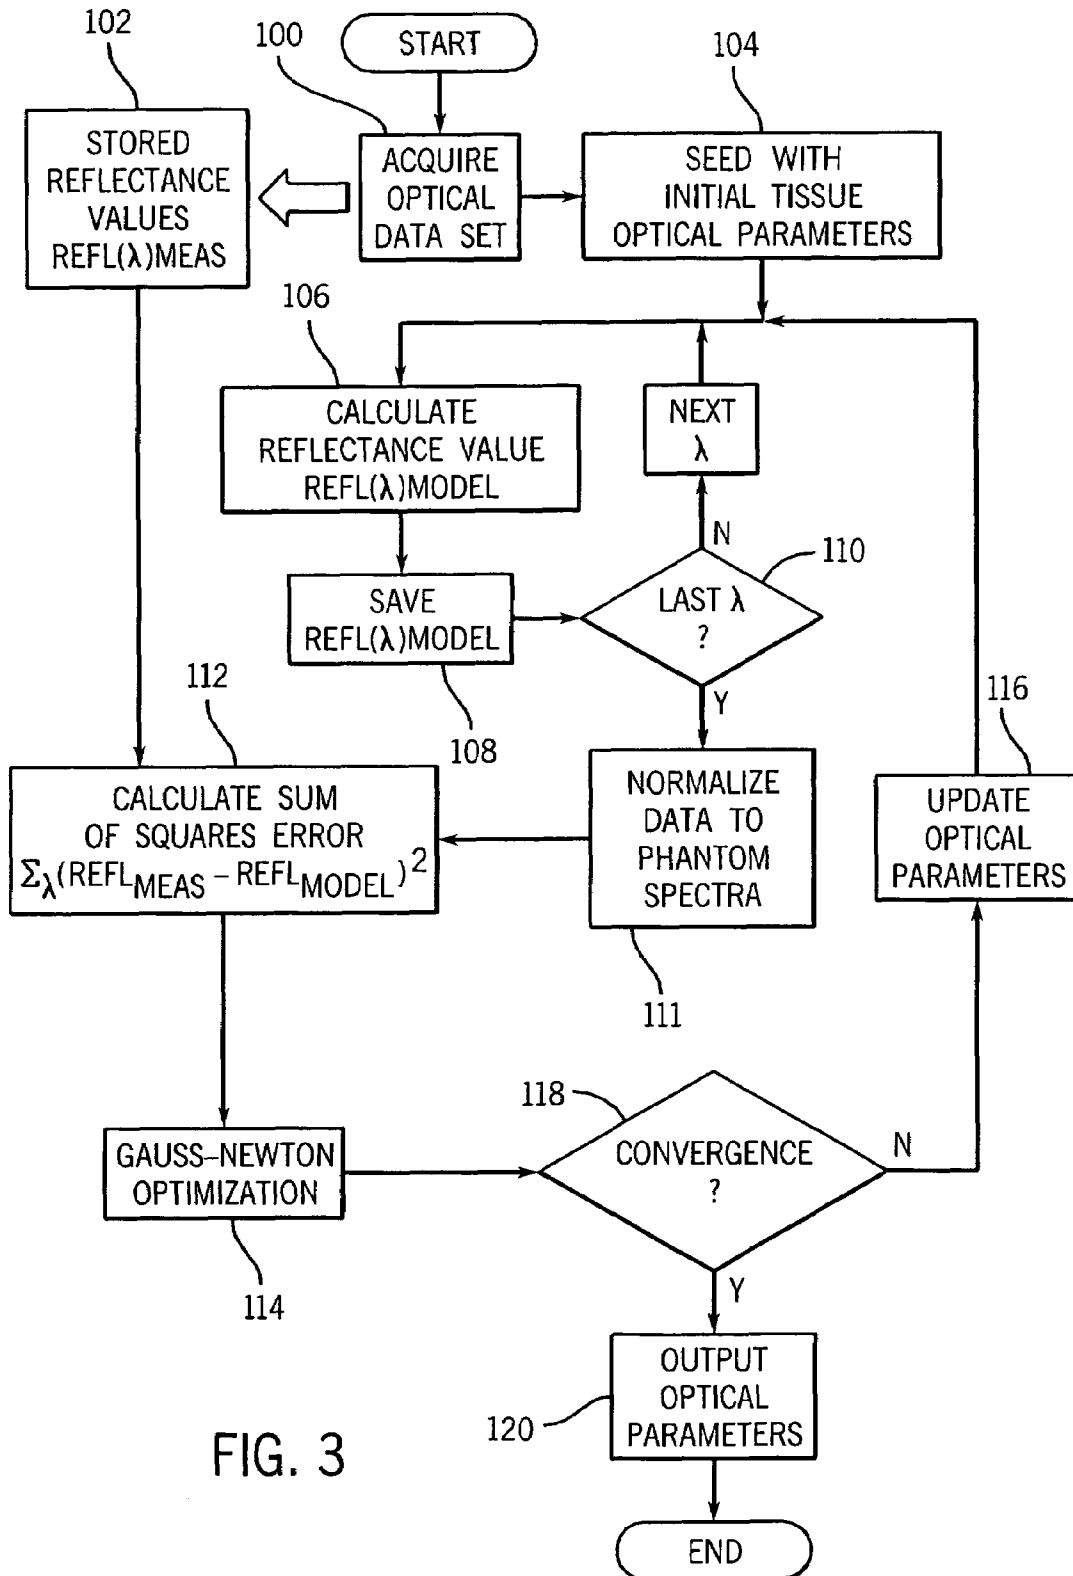 START
100
102
104
STORED
REFLECTANCE
VALUES
REFL(λ)MEAS
ACQUIRE
OPTICAL
DATA SET
SEED WITH
INITIAL TISSUE
OPTICAL PARAMETERS
106
CALCULATE
REFLECTANCE VALUE
REFL(λ)MODEL
NEXT
λ
N
110
LAST λ
?
Y
SAVE
REFL(λ)MODEL
108
112
CALCULATE SUM
OF SQUARES ERROR
Σλ(REFLMEAS – REFLMODEL)²
NORMALIZE
DATA TO
PHANTOM
SPECTRA
111
116
UPDATE
OPTICAL
PARAMETERS
GAUSS–NEWTON
OPTIMIZATION
114
118
CONVERGENCE
?
N
Y
OUTPUT
OPTICAL
PARAMETERS
120
END
FIG. 3